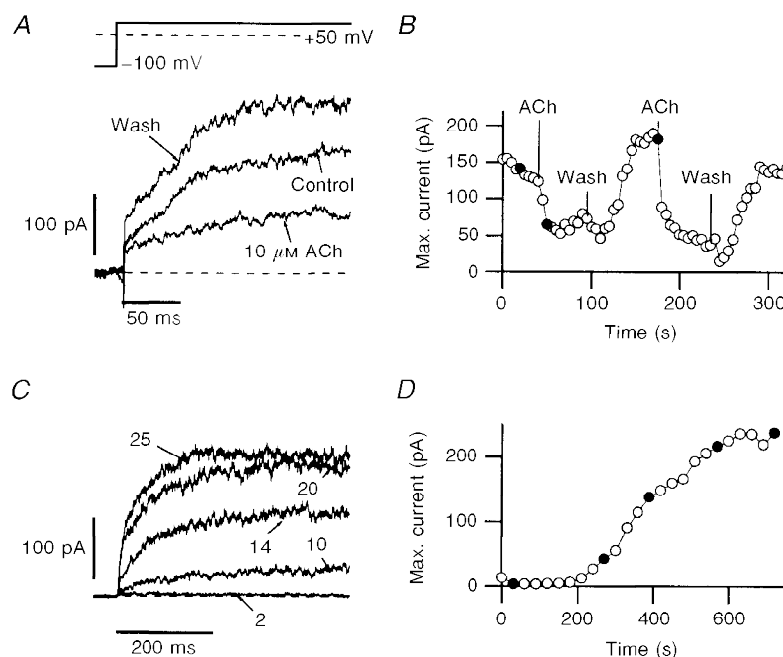 A
+50 mV
−100 mV
Wash
Control
10 μM ACh
100 pA
50 ms
B
ACh
ACh
Wash
Wash
Max. current (pA)
200
150
100
50
0
0 100 200 300
Time (s)
C
25
20
14
10
2
100 pA
200 ms
D
Max. current (pA)
200
100
0
0 200 400 600
Time (s)